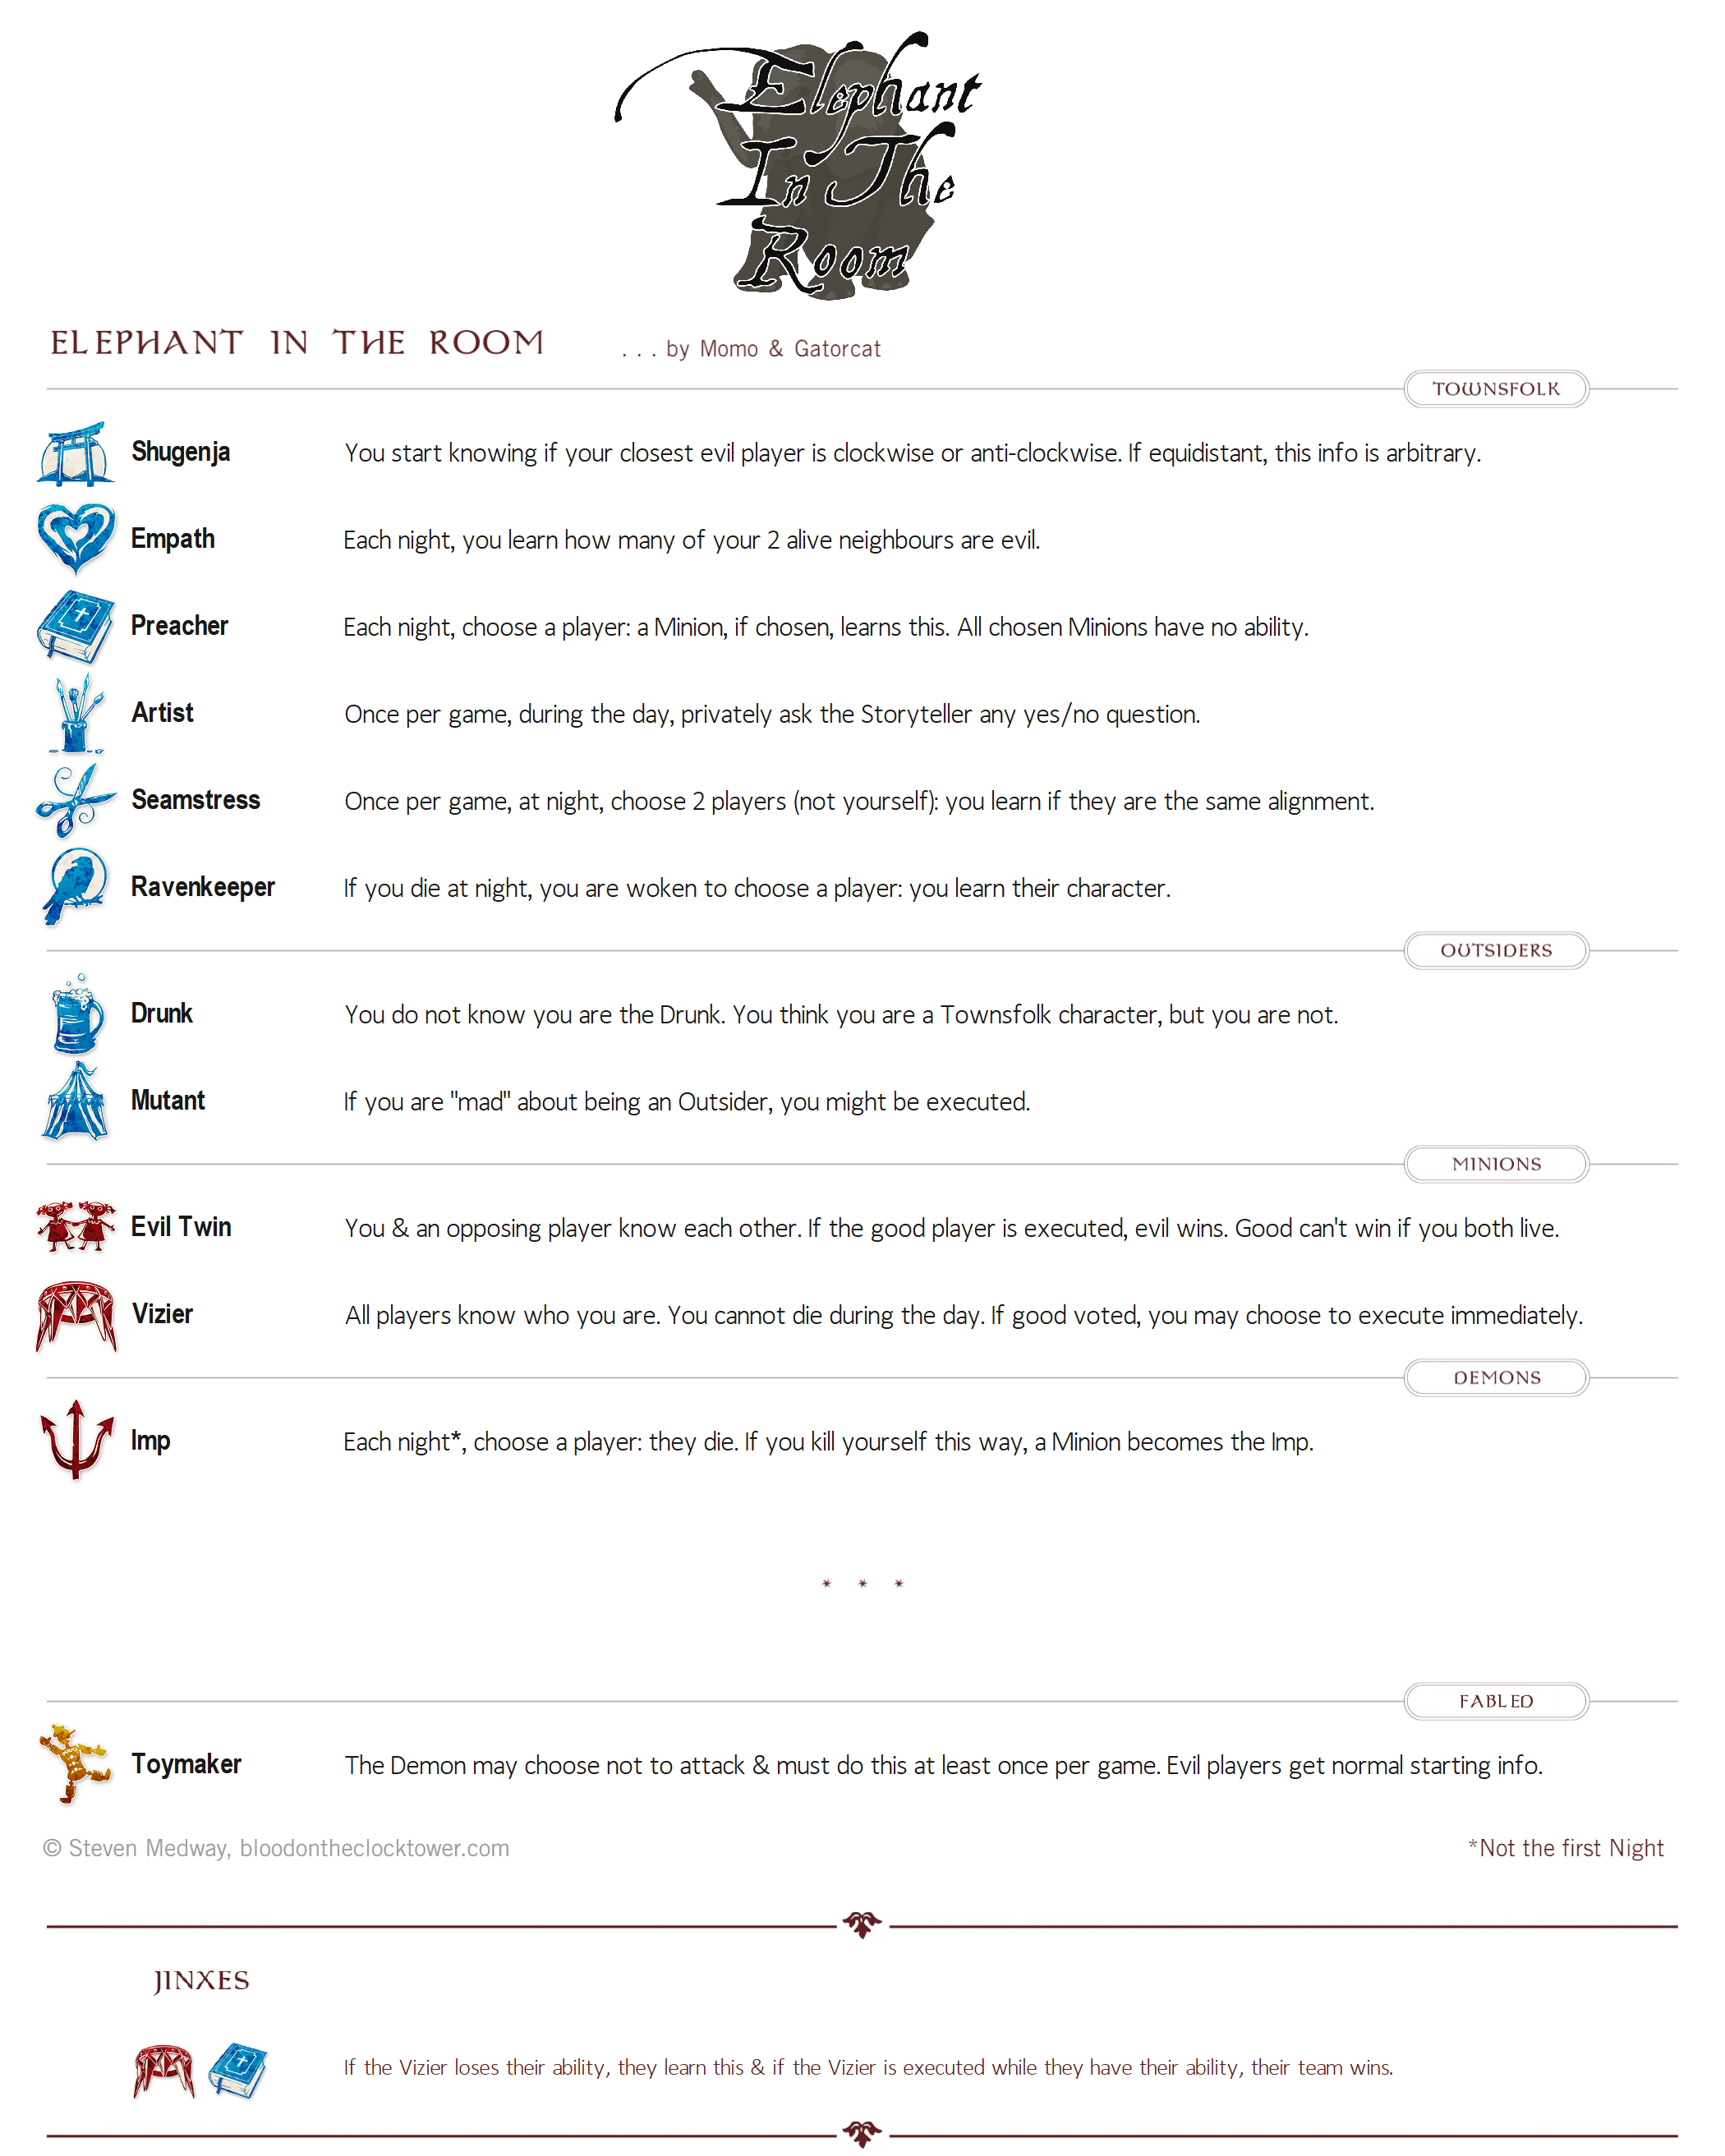 Elephant
In The
Room
ELEPHANT IN THE ROOM ...by Momo & Gatorcat
TOWNSFOLK
Shugenja You start knowing if your closest evil player is clockwise or anti-clockwise. If equidistant, this info is arbitrary.
Empath Each night, you learn how many of your 2 alive neighbours are evil.
Preacher Each night, choose a player: a Minion, if chosen, learns this. All chosen Minions have no ability.
Artist Once per game, during the day, privately ask the Storyteller any yes/no question.
Seamstress Once per game, at night, choose 2 players (not yourself): you learn if they are the same alignment.
Ravenkeeper If you die at night, you are woken to choose a player: you learn their character.
OUTSIDERS
Drunk You do not know you are the Drunk. You think you are a Townsfolk character, but you are not.
Mutant If you are "mad" about being an Outsider, you might be executed.
MINIONS
Evil Twin You & an opposing player know each other. If the good player is executed, evil wins. Good can't win if you both live.
Vizier All players know who you are. You cannot die during the day. If good voted, you may choose to execute immediately.
DEMONS
Imp Each night*, choose a player: they die. If you kill yourself this way, a Minion becomes the Imp.
* * *
FABLED
Toymaker The Demon may choose not to attack & must do this at least once per game. Evil players get normal starting info.
© Steven Medway, bloodontheclocktower.com *Not the first Night
JINXES
If the Vizier loses their ability, they learn this & if the Vizier is executed while they have their ability, their team wins.